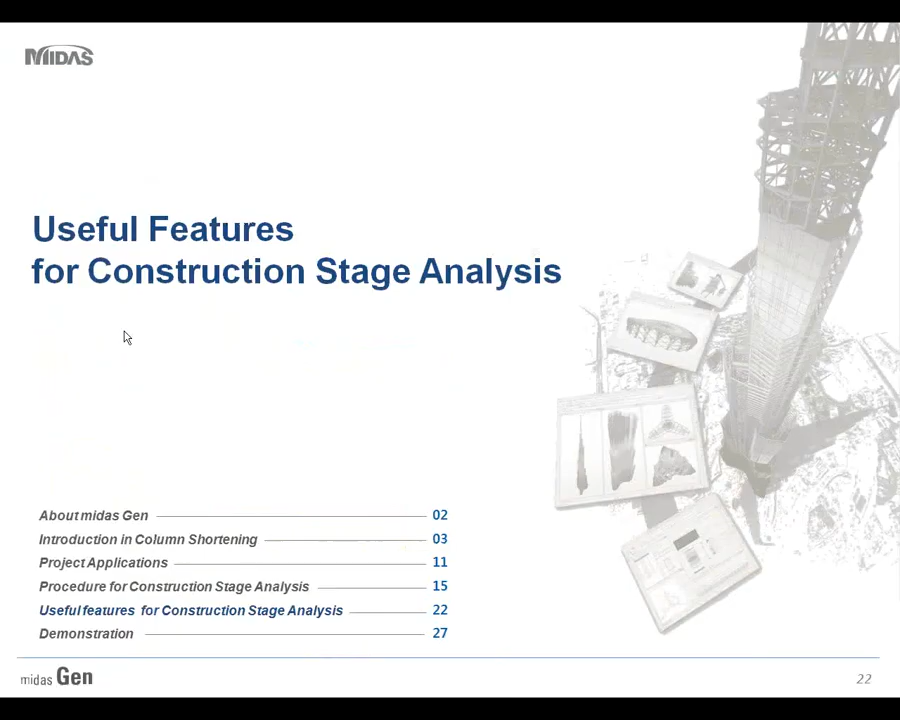 MIDAS
Useful Features
for Construction Stage Analysis
About midas Gen 02
Introduction in Column Shortening 03
Project Applications 11
Procedure for Construction Stage Analysis 15
Useful features for Construction Stage Analysis 22
Demonstration 27
midas Gen
22